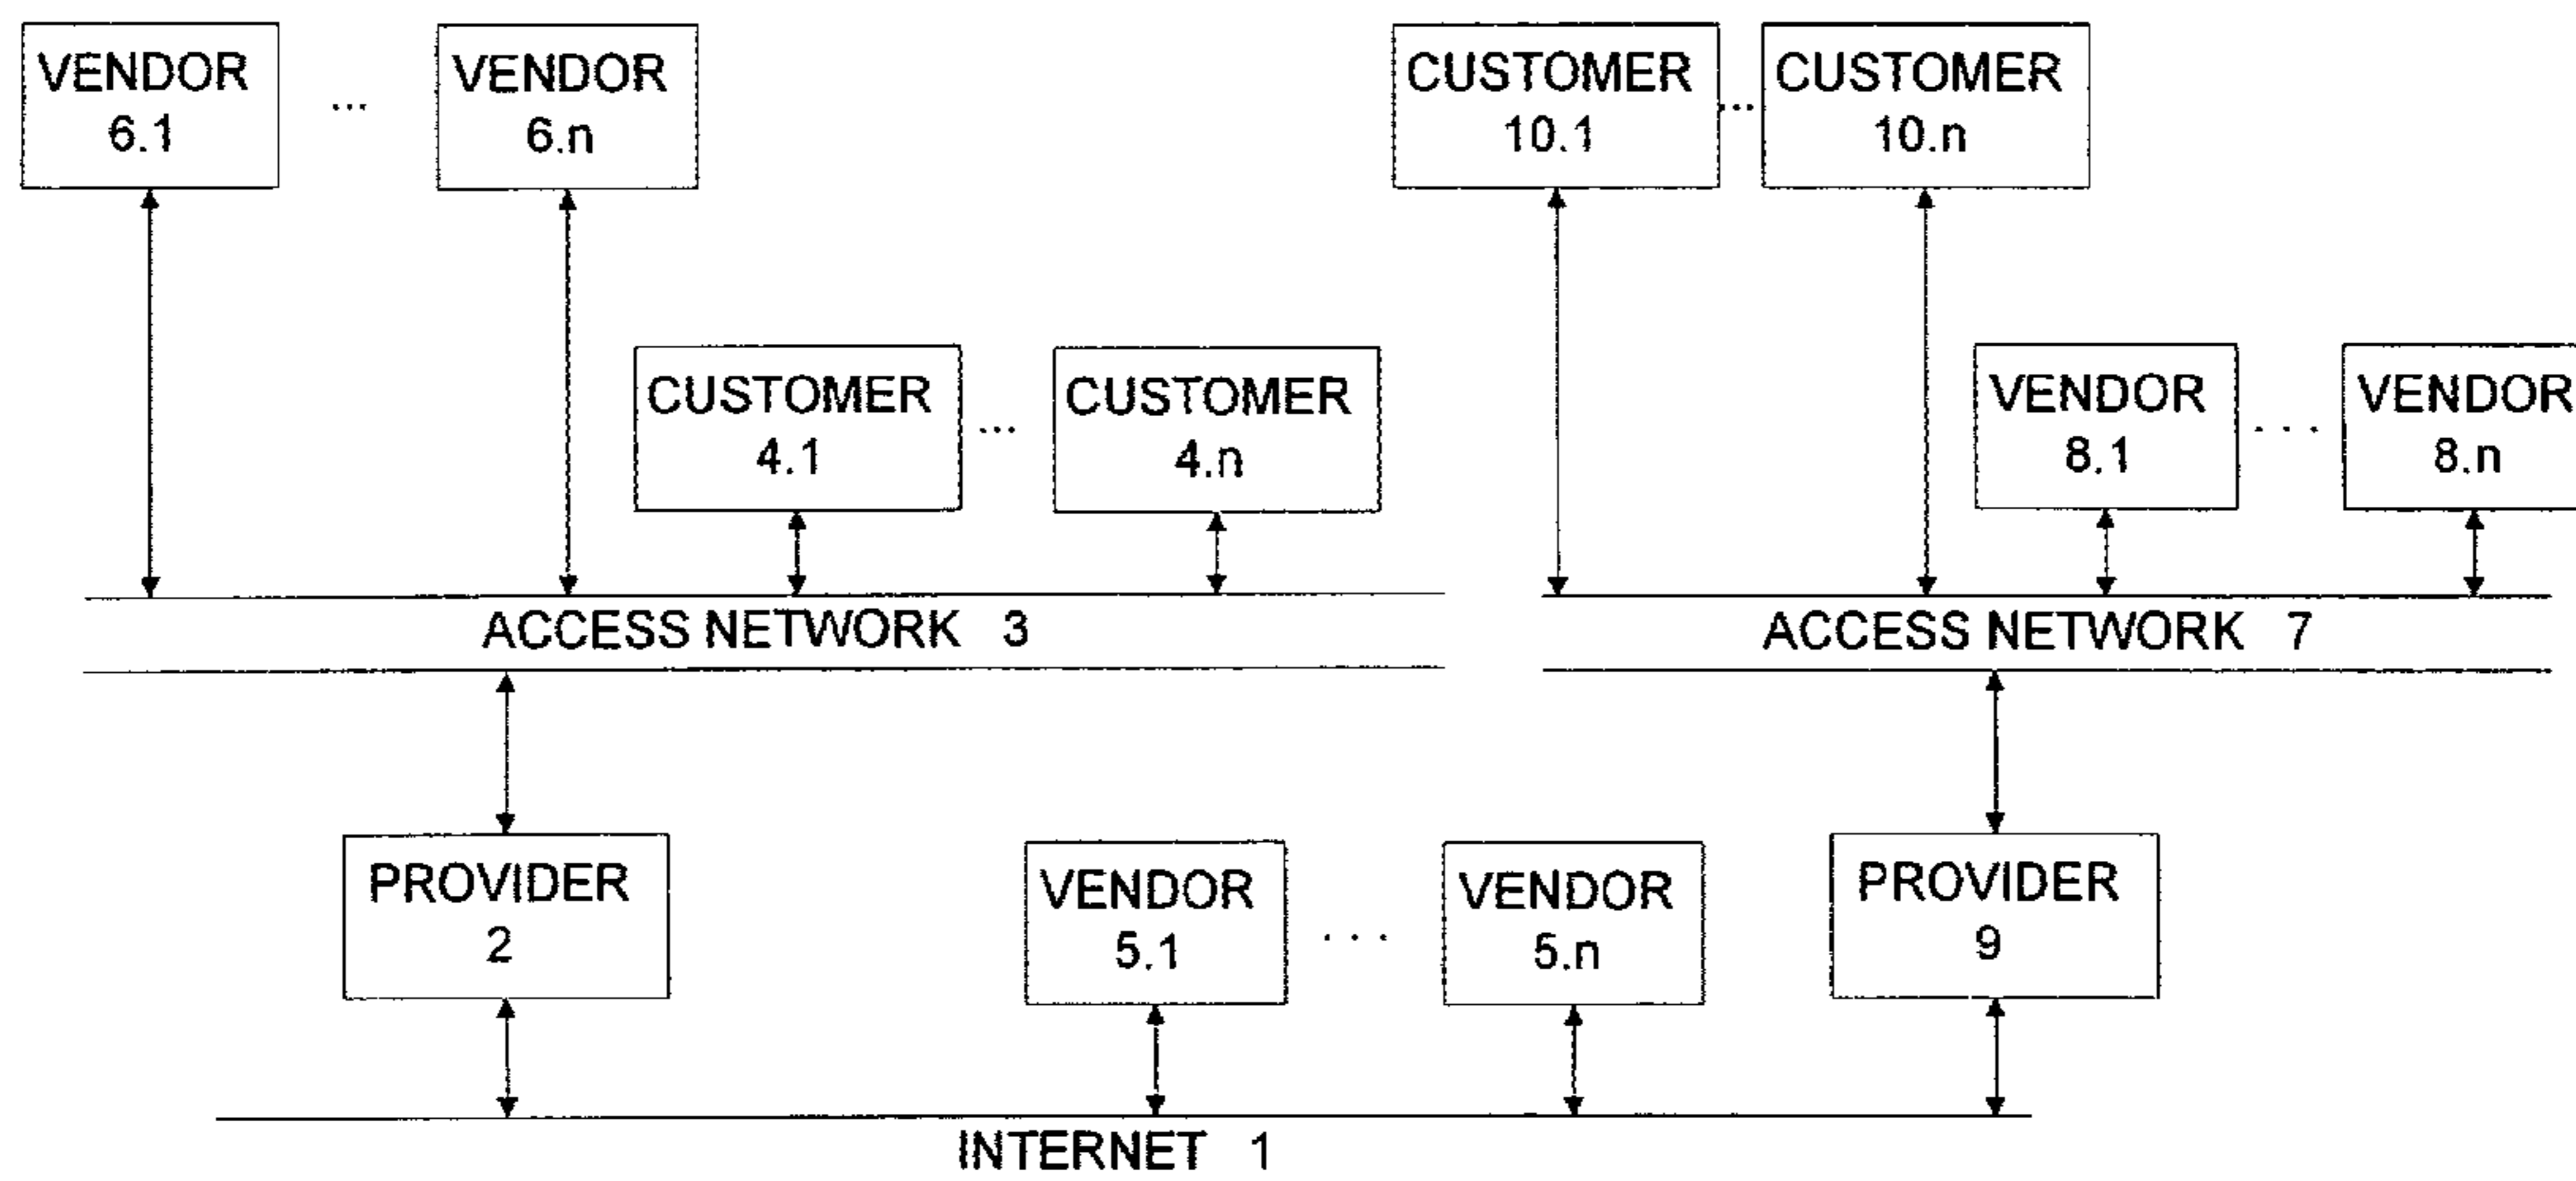 VENDOR
6.1
...
VENDOR
6.n
CUSTOMER
10.1
...
CUSTOMER
10.n
CUSTOMER
4.1
...
CUSTOMER
4.n
VENDOR
8.1
. . .
VENDOR
8.n
ACCESS NETWORK 3
ACCESS NETWORK 7
PROVIDER
2
VENDOR
5.1
. . .
VENDOR
5.n
PROVIDER
9
INTERNET 1